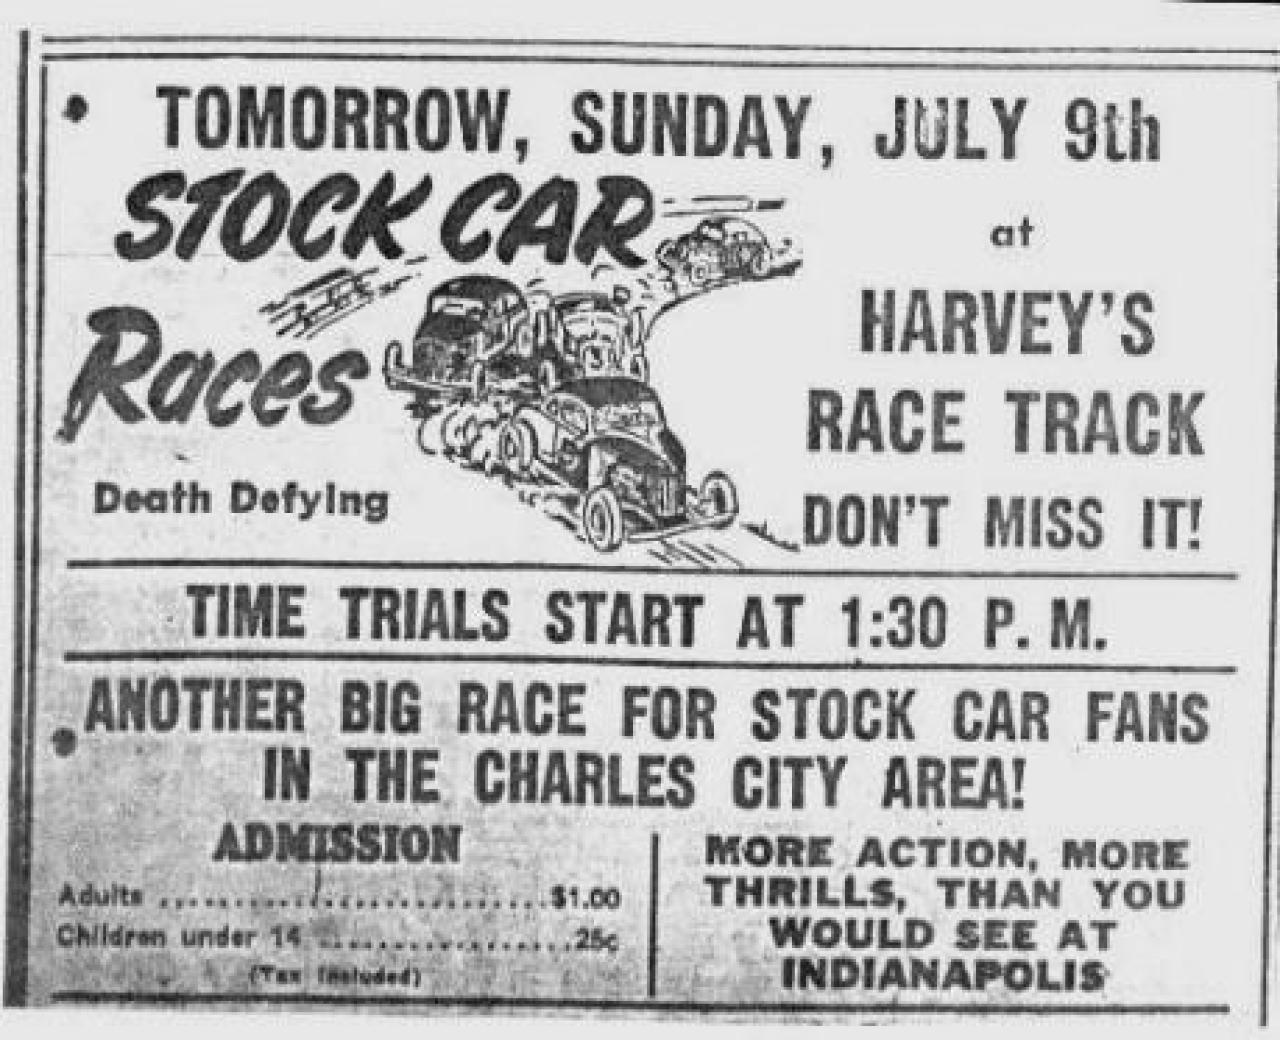 TOMORROW, SUNDAY, JULY 9th
STOCK CAR
Races
Death Defying
at
HARVEY'S
RACE TRACK
DON'T MISS IT!
3
TIME TRIALS START AT 1:30 P. M.
ANOTHER BIG RACE FOR STOCK CAR FANS
IN THE CHARLES CITY AREA!
ADMISSION
Adults ............................$1.00
Children under 14 ...................25¢
(Tax Included)
MORE ACTION, MORE
THRILLS, THAN YOU
WOULD SEE AT
INDIANAPOLIS